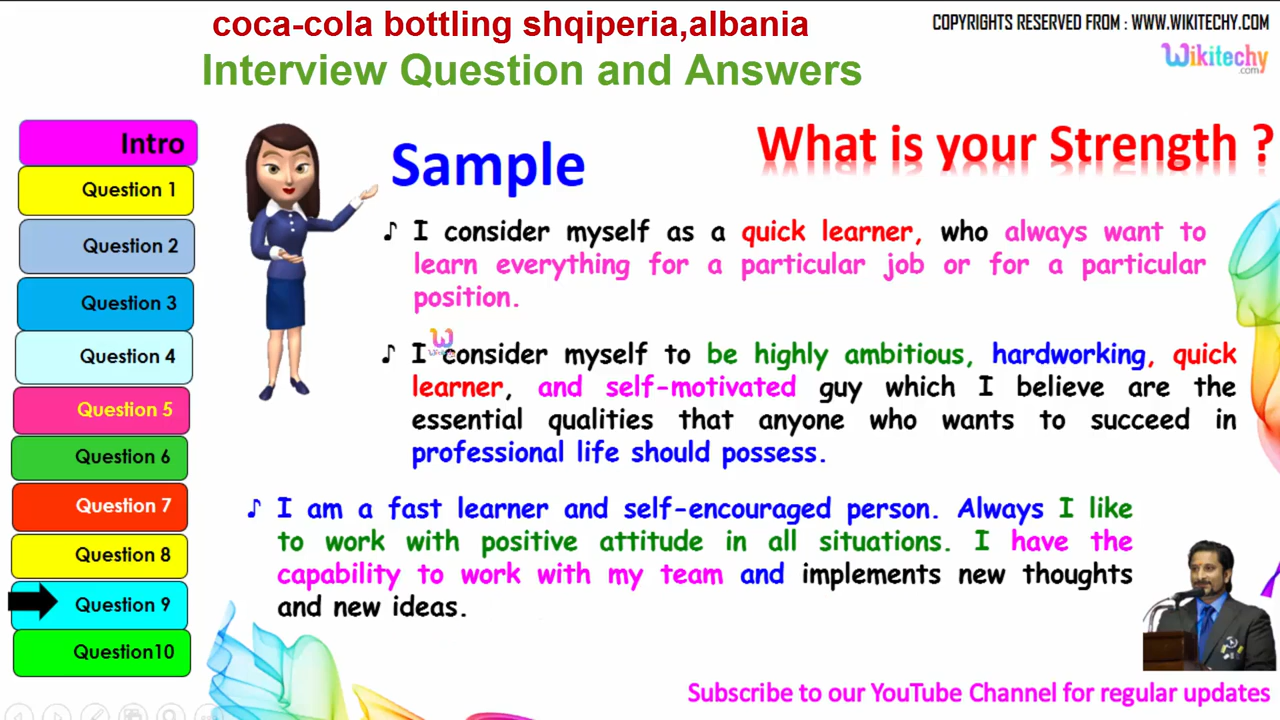 coca-cola bottling shqiperia,albania
Interview Question and Answers
COPYRIGHTS RESERVED FROM : WWW.WIKITECHY.COM
Wikitechy
.com
Intro
Question 1
Question 2
Question 3
Question 4
Question 5
Question 6
Question 7
Question 8
Question 9
Question10
Sample
What is your Strength ?
♪ I consider myself as a quick learner, who always want to
learn everything for a particular job or for a particular
position.
♪ I consider myself to be highly ambitious, hardworking, quick
learner, and self-motivated guy which I believe are the
essential qualities that anyone who wants to succeed in
professional life should possess.
♪ I am a fast learner and self-encouraged person. Always I like
to work with positive attitude in all situations. I have the
capability to work with my team and implements new thoughts
and new ideas.
Subscribe to our YouTube Channel for regular updates